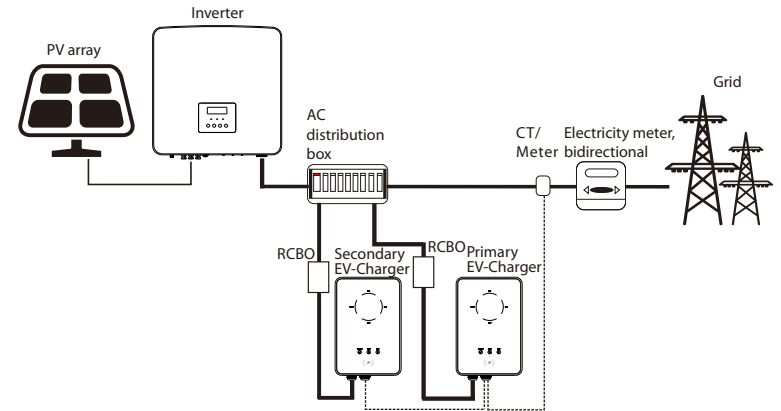 Inverter
PV array
Grid
AC
distribution
box
CT/
Meter
Electricity meter,
bidirectional
RCBO
Secondary
EV-Charger
RCBO
Primary
EV-Charger